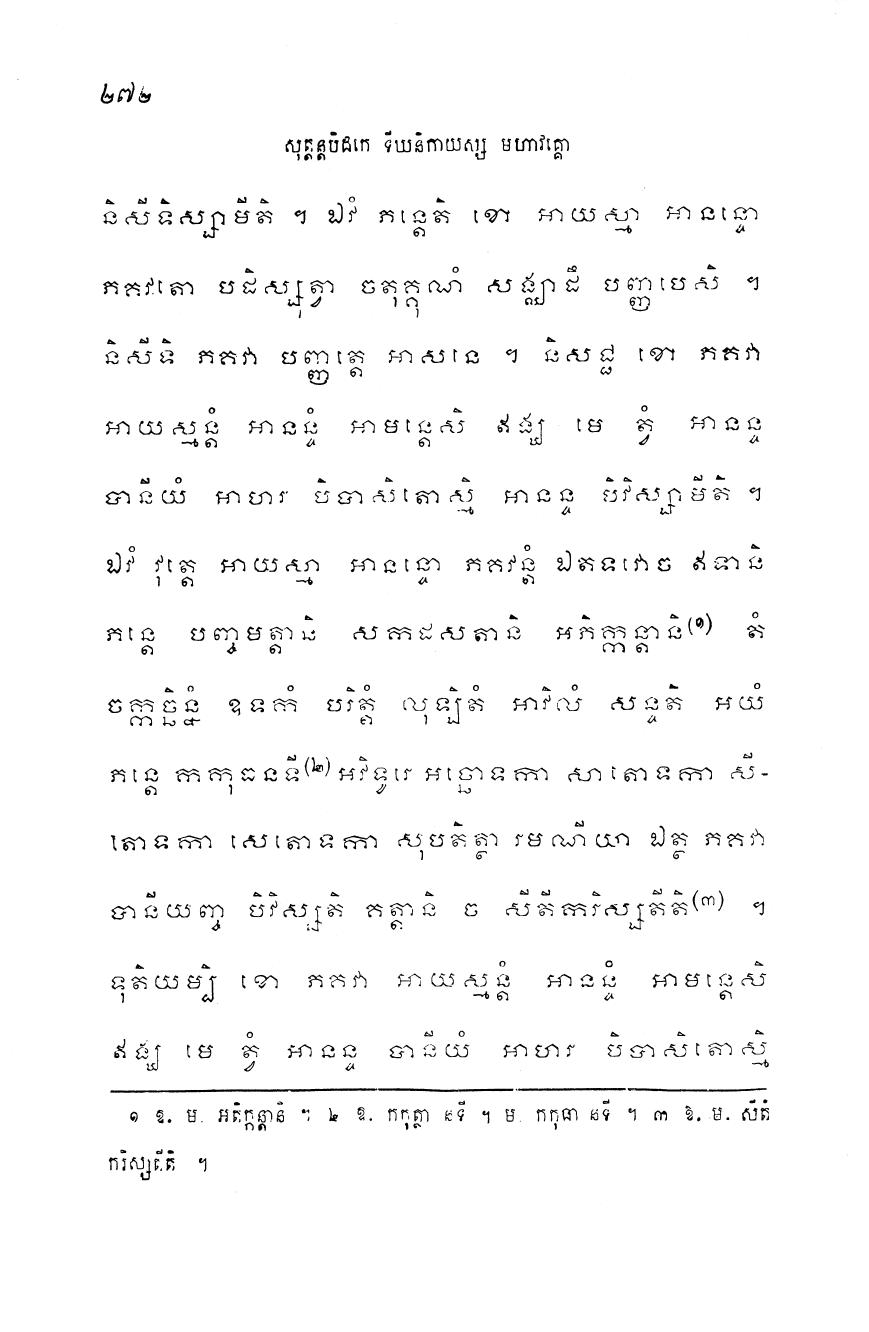 ២៧២
សុត្តន្តបិដកេ ទីឃនិកាយស្ស មហាវគ្គោ
និសីទិស្សាមីតិ ។ ឯវំ ភន្តេតិ ខោ អាយស្មា អានន្ទោ
ភគវតោ បដិស្សុត្វា ចតុគ្គុណំ សង្ឃាដឹ បញ្ញបេសិ ។
និសីទិ ភគវា បញ្ញត្តេ អាសនេ ។ និសជ្ជ ខោ ភគវា
អាយស្មន្តំ អានន្ទំ អាមន្តេសិ ឥង្ឃ មេ ត្វំ អានន្ទ
បានីយំ អាហរ បិបាសិតោស្មិ អានន្ទ បិវិស្សាមីតិ ។
ឯវំ វុត្តេ អាយស្មា អានន្ទោ ភគវន្តំ ឯតទវោច ឥទានិ
ភន្តេ បញ្ចមត្តានិ សកដសតានិ អភិក្កន្តានិ(១) តំ
ចក្កច្ឆិន្នំ ឧទកំ បរិត្តំ លុឡិតំ អាវិលំ សន្ទតិ អយំ
ភន្តេ កកុធនទី(២) អវិទូរេ អច្ឆោទកា សាតោទកា សី-
តោទកា សេតោទកា សុបតិត្ថា រមណីយា ឯត្ថ ភគវា
បានីយញ្ច បិវិស្សតិ គត្តានិ ច សីតីករិស្សតីតិ(៣) ។
ទុតិយម្បិ ខោ ភគវា អាយស្មន្តំ អានន្ទំ អាមន្តេសិ
ឥង្ឃ មេ ត្វំ អានន្ទ បានីយំ អាហរ បិបាសិតោស្មិ
១ ឱ. ម. អតិក្កន្តានិ ។ ២ ឱ. កកុត្ថា នទី ។ ម. កកុធា នទី ។ ៣ ឱ. ម. សីតំ
ករិស្សតីតិ ។